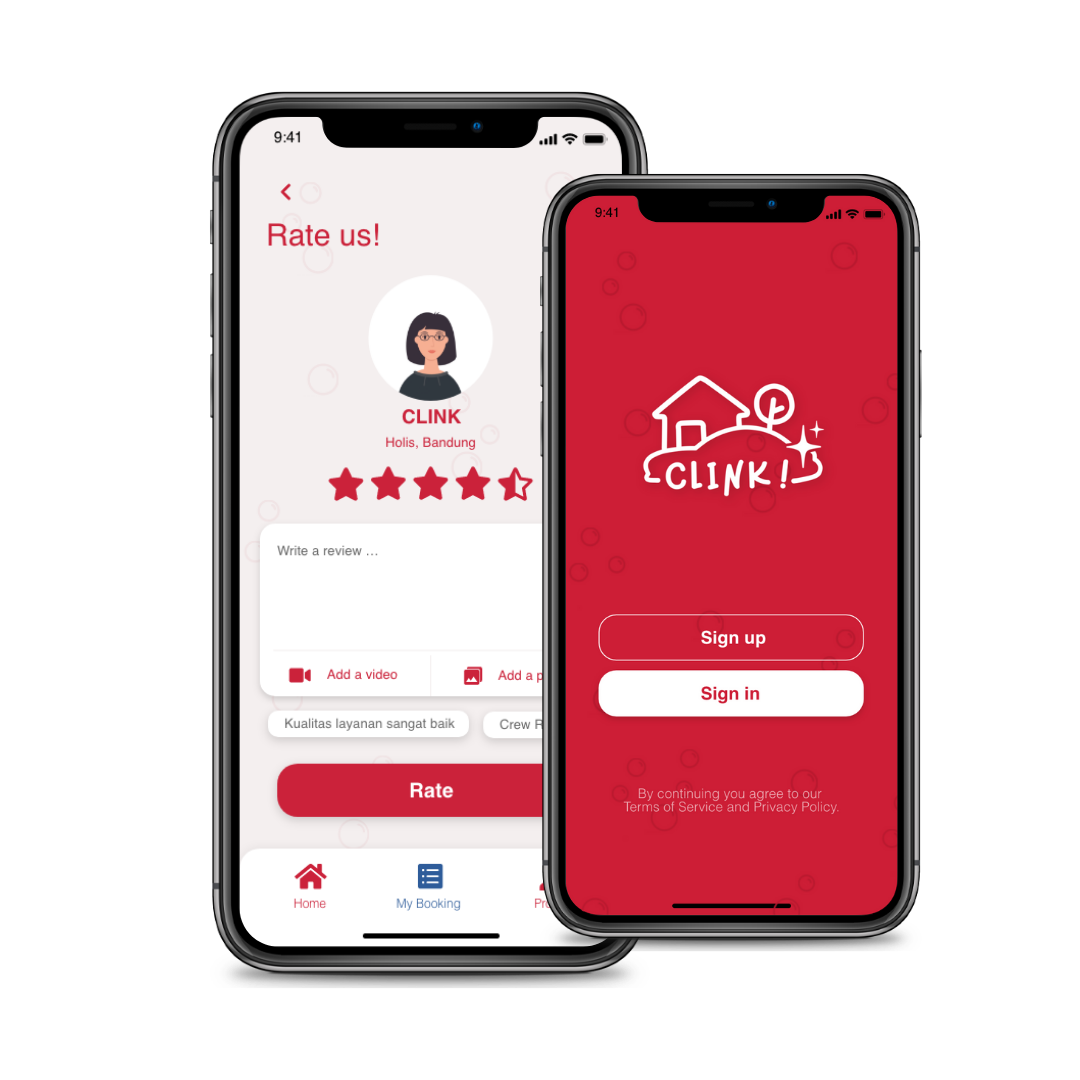 9:41
Rate us!
CLINK
Holis, Bandung
Write a review ...
Add a video
Add a
Kualitas layanan sangat baik
Crew
Rate
Home
My Booking
9:41
CLINK!
Sign up
Sign in
By continuing you agree to our
Terms of Service and Privacy Policy.